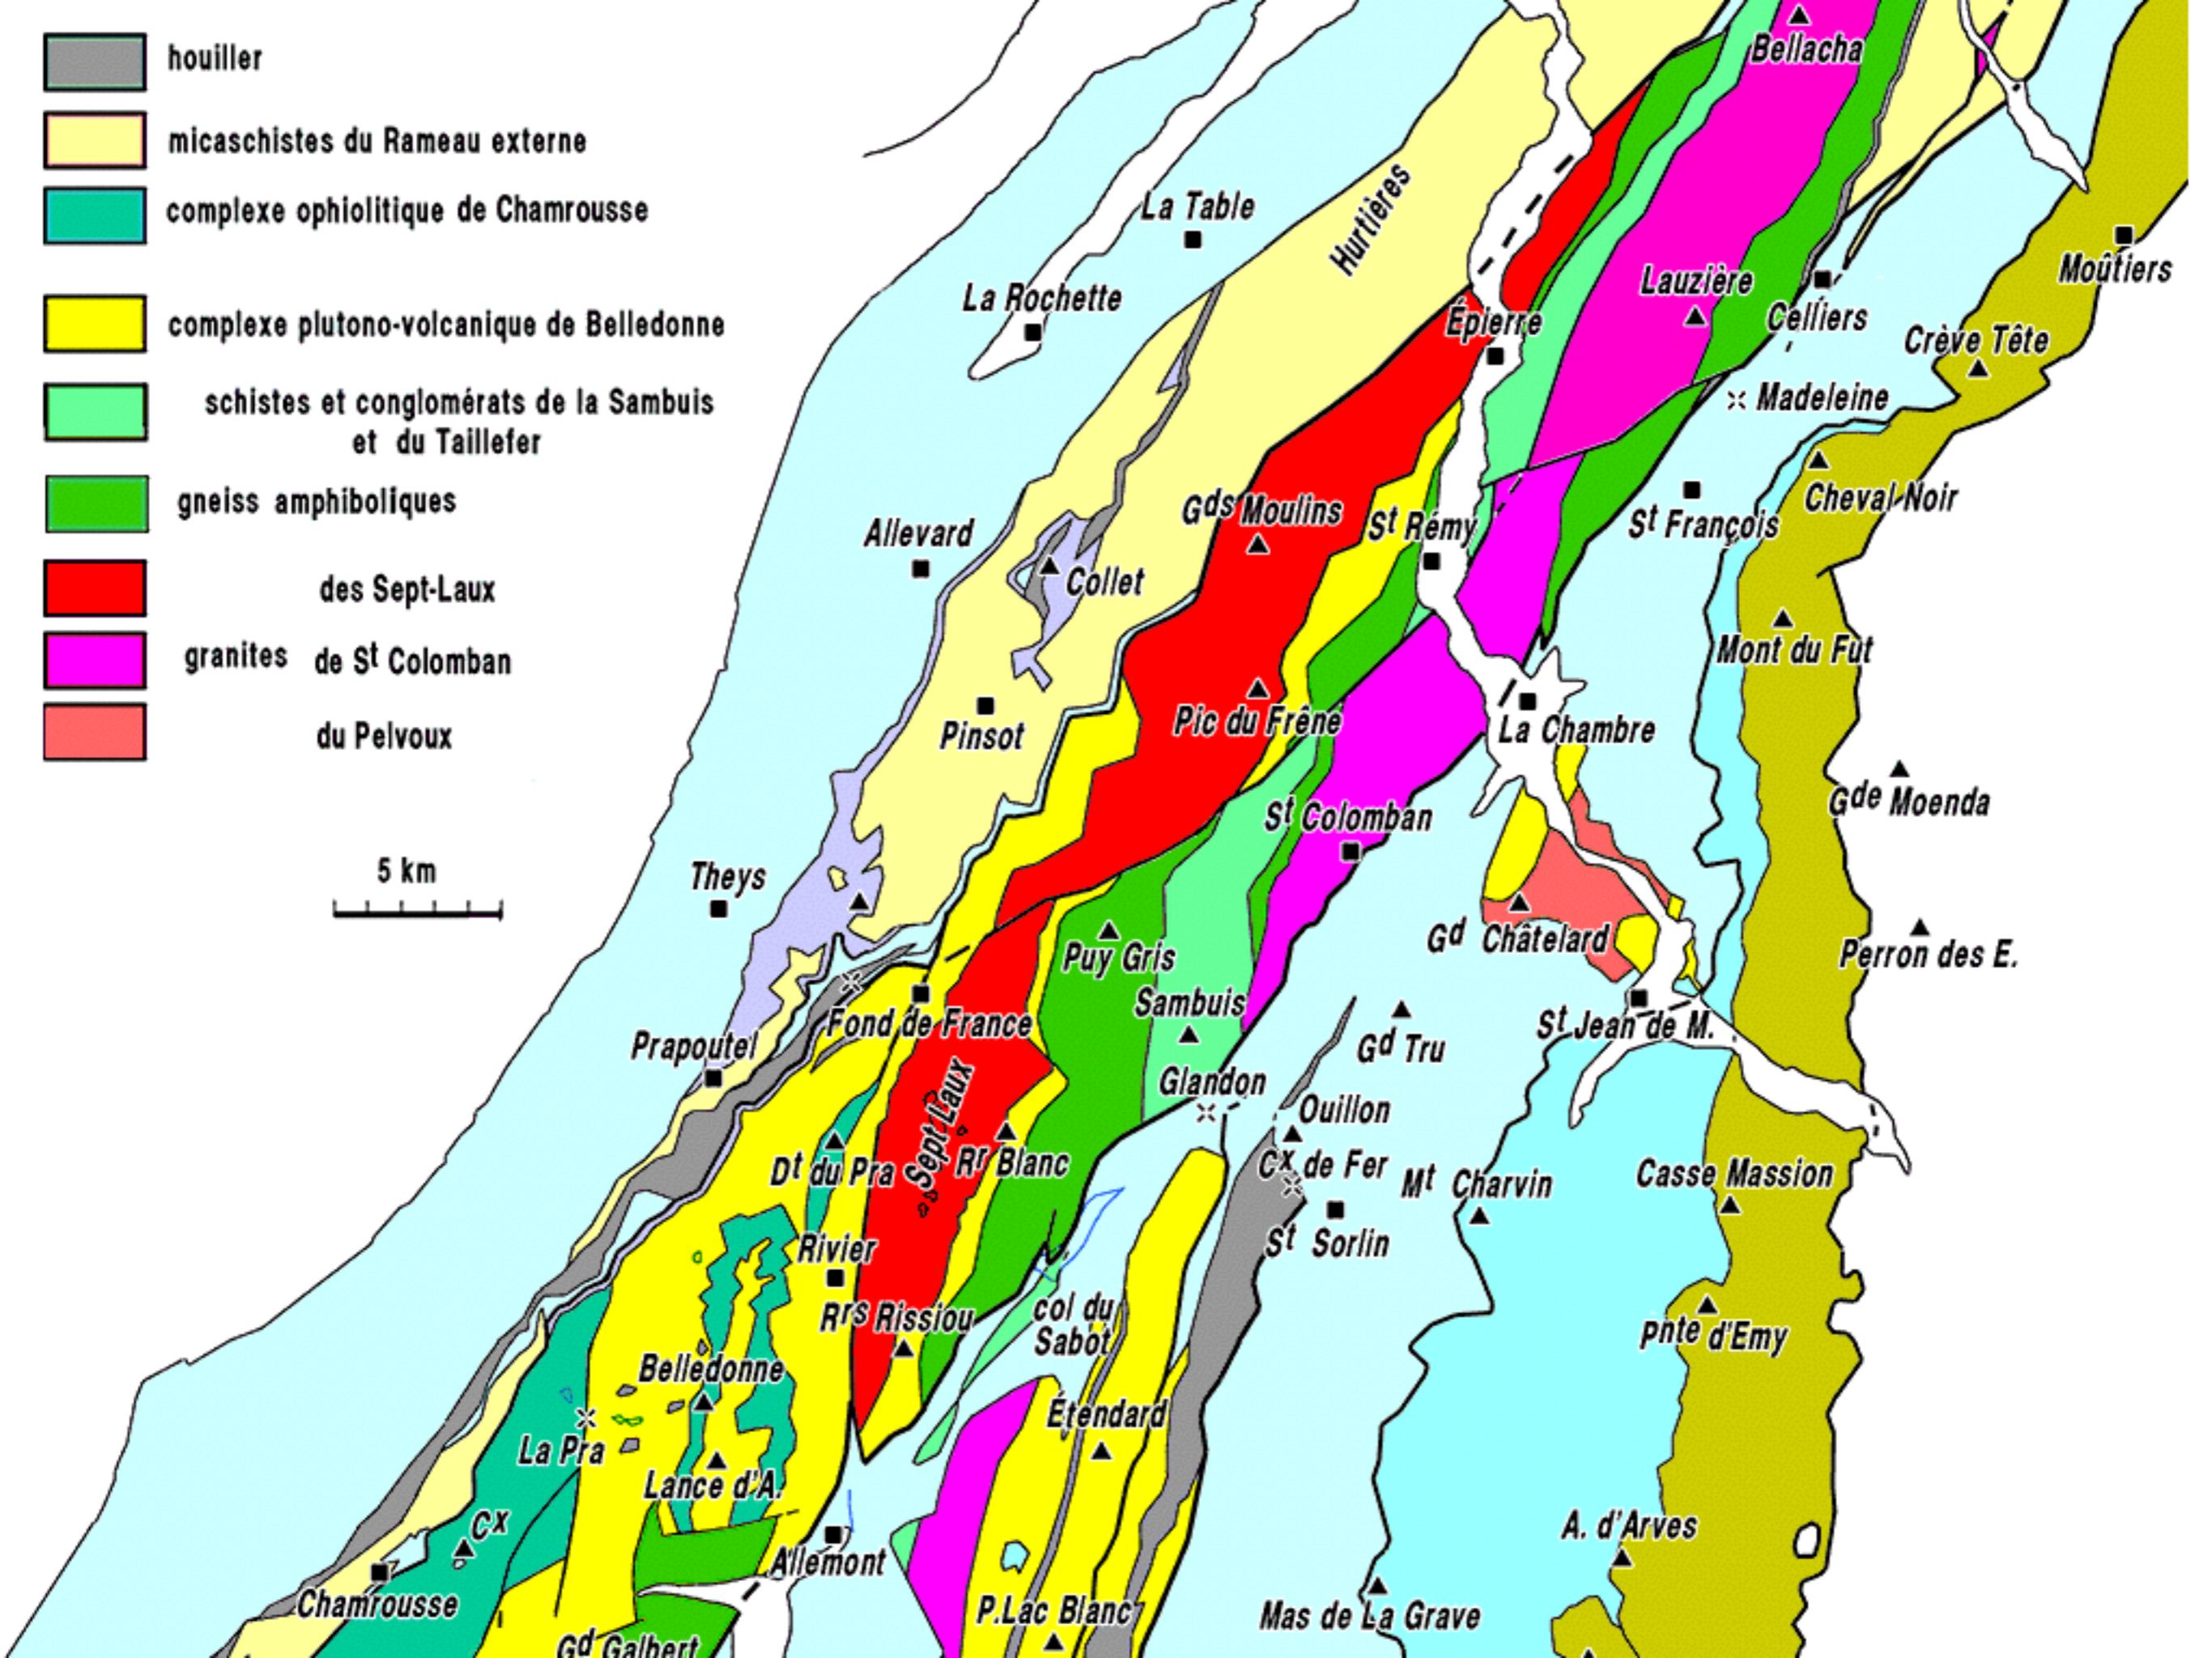 houiller
micaschistes du Rameau externe
complexe ophiolitique de Chamrousse
complexe plutono-volcanique de Belledonne
schistes et conglomérats de la Sambuis
et du Taillefer
gneiss amphiboliques
des Sept-Laux
granites de St Colomban
du Pelvoux
5 km
Bellacha
La Table
Hurtières
La Rochette
Épierre
Lauzière
Celliers
Moûtiers
Crève Tête
Madeleine
Cheval Noir
St François
Gds Moulins
St Rémy
Allevard
Collet
Mont du Fut
Pinsot
Pic du Frêne
La Chambre
Gde Moenda
St Colomban
Theys
Gd Châtelard
Perron des E.
Puy Gris
Sambuis
Fond de France
St Jean de M.
Prapoutel
Gd Tru
Glandon
Ouillon
Sept-Laux
Dt du Pra
Rr Blanc
Cx de Fer
Mt Charvin
Casse Massion
St Sorlin
Rivier
Rrs Rissiou
col du
Sabot
Pnte d'Emy
Belledonne
Étendard
La Pra
Lance d'A.
Cx
A. d'Arves
Allemont
Chamrousse
P.Lac Blanc
Mas de La Grave
Gd Galbert